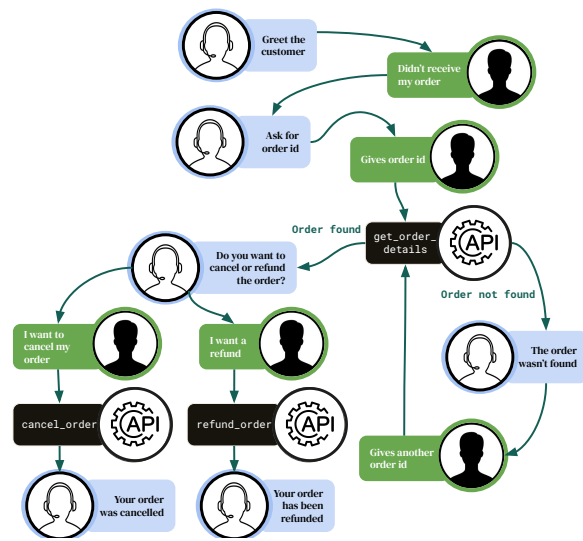 Greet the
customer
Didn't receive
my order
Ask for
order id
Gives order id
get_order_
details
API
Order found
Order not found
Do you want to
cancel or refund
the order?
I want to
cancel my
order
I want a
refund
The order
wasn't found
cancel_order
API
refund_order
API
Gives another
order id
Your order
was cancelled
Your order
has been
refunded